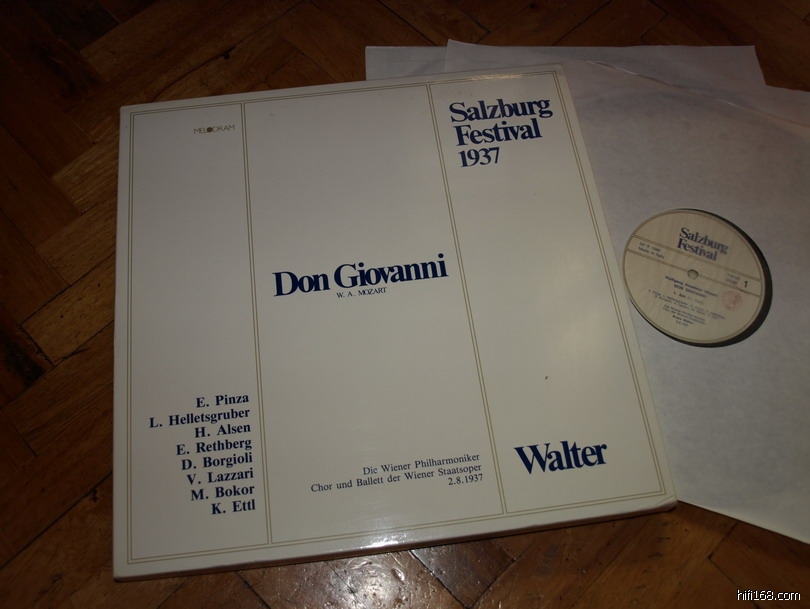 MELODRAM
Salzburg
Festival
1937
Don Giovanni
W. A. MOZART
E. Pinza
L. Helletsgruber
H. Alsen
E. Rethberg
D. Borgioli
V. Lazzari
M. Bokor
K. Ettl
Die Wiener Philharmoniker
Chor und Ballett der Wiener Staatsoper
2.8.1937
Walter
Salzburg
Festival
1
hifi168.com